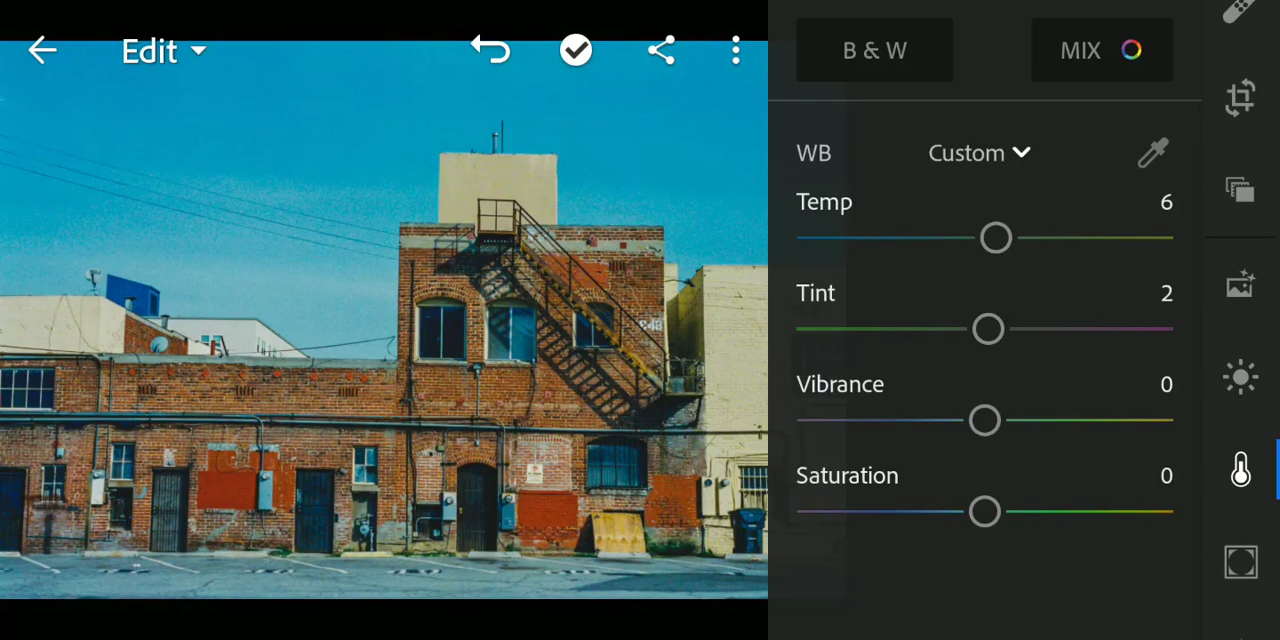 Edit
B & W
MIX
WB
Custom
Temp
6
Tint
2
Vibrance
0
Saturation
0